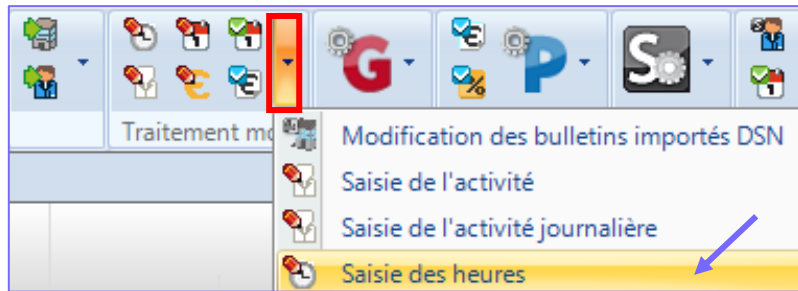 G P S
Traitement mo
Modification des bulletins importés DSN
Saisie de l'activité
Saisie de l'activité journalière
Saisie des heures